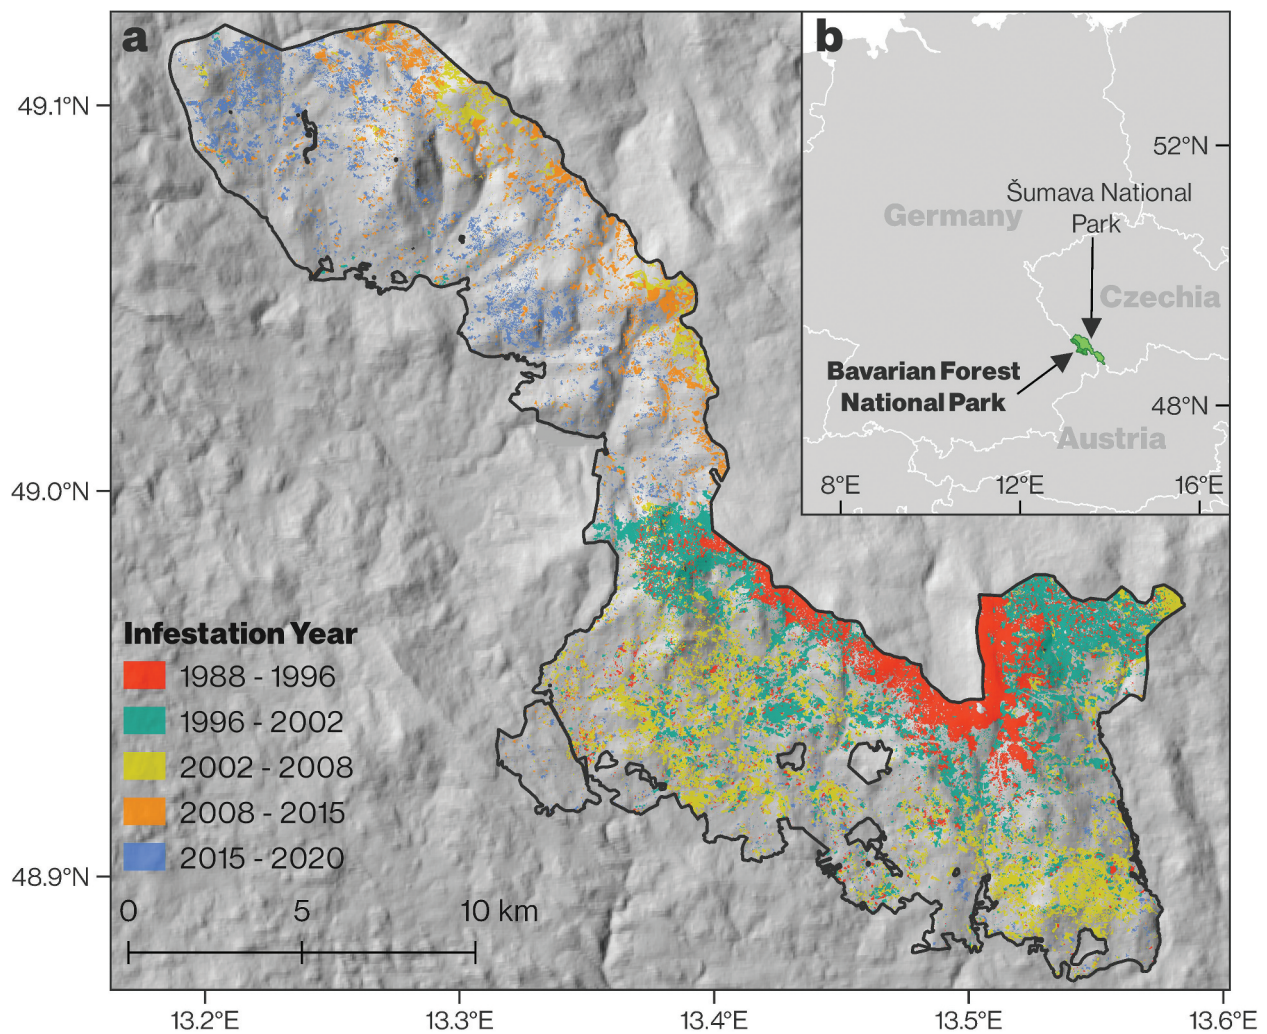 a
b
49.1°N
49.0°N
48.9°N
52°N
Šumava National
Park
Germany
Czechia
Bavarian Forest
National Park
48°N
Austria
8°E
12°E
16°E
Infestation Year
1988 - 1996
1996 - 2002
2002 - 2008
2008 - 2015
2015 - 2020
0
5
10 km
13.2°E
13.3°E
13.4°E
13.5°E
13.6°E